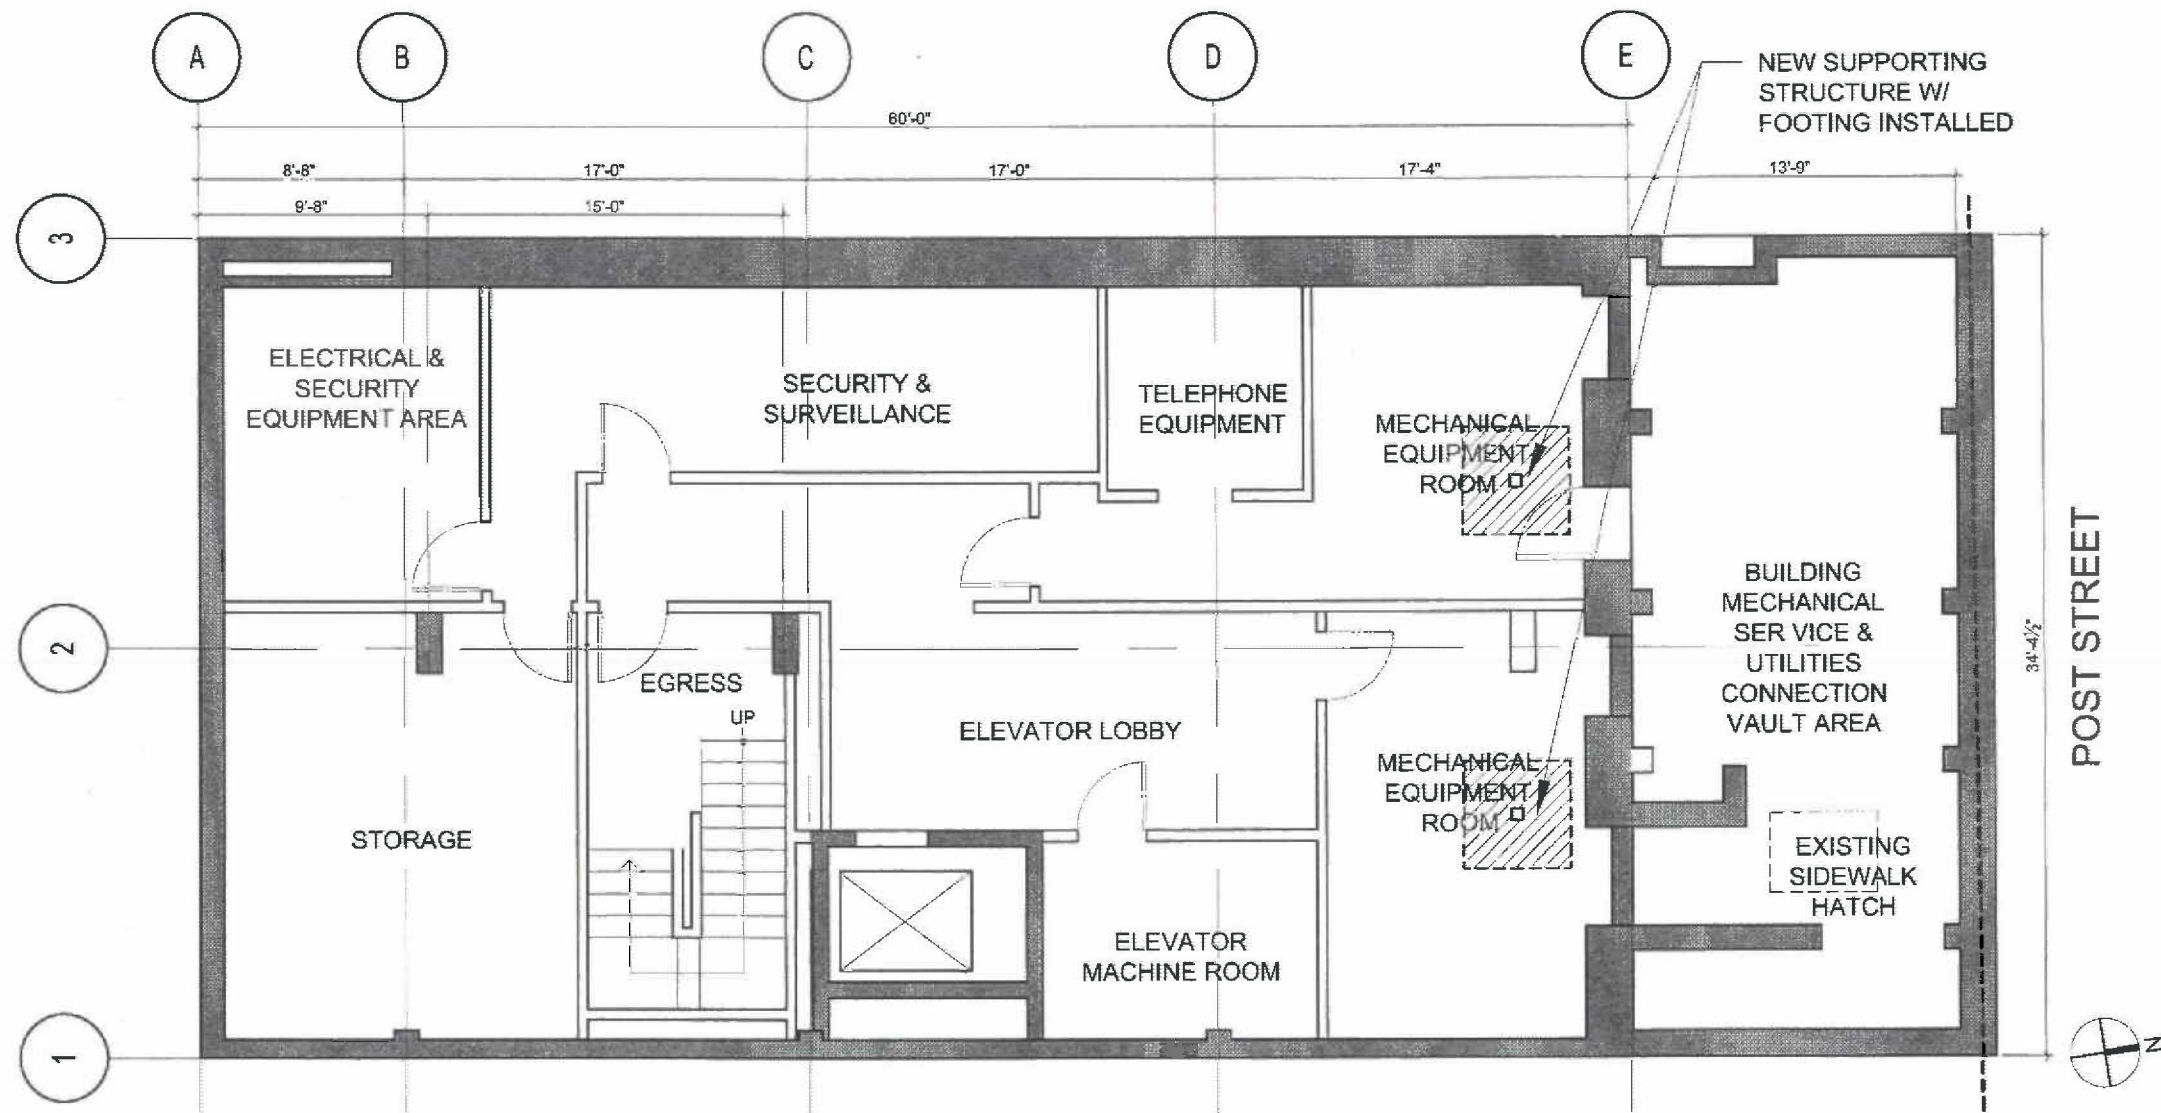 A
B
C
D
E
NEW SUPPORTING
STRUCTURE W/
FOOTING INSTALLED
60'-0"
8'-8"
17'-0"
17'-0"
17'-4"
13'-9"
9'-8"
15'-0"
3
ELECTRICAL &
SECURITY
EQUIPMENT AREA
SECURITY &
SURVEILLANCE
TELEPHONE
EQUIPMENT
MECHANICAL
EQUIPMENT
ROOM
BUILDING
MECHANICAL
SER VICE &
UTILITIES
CONNECTION
VAULT AREA
34'-4½"
POST STREET
2
EGRESS
UP
ELEVATOR LOBBY
MECHANICAL
EQUIPMENT
ROOM
STORAGE
EXISTING
SIDEWALK
HATCH
ELEVATOR
MACHINE ROOM
1
N